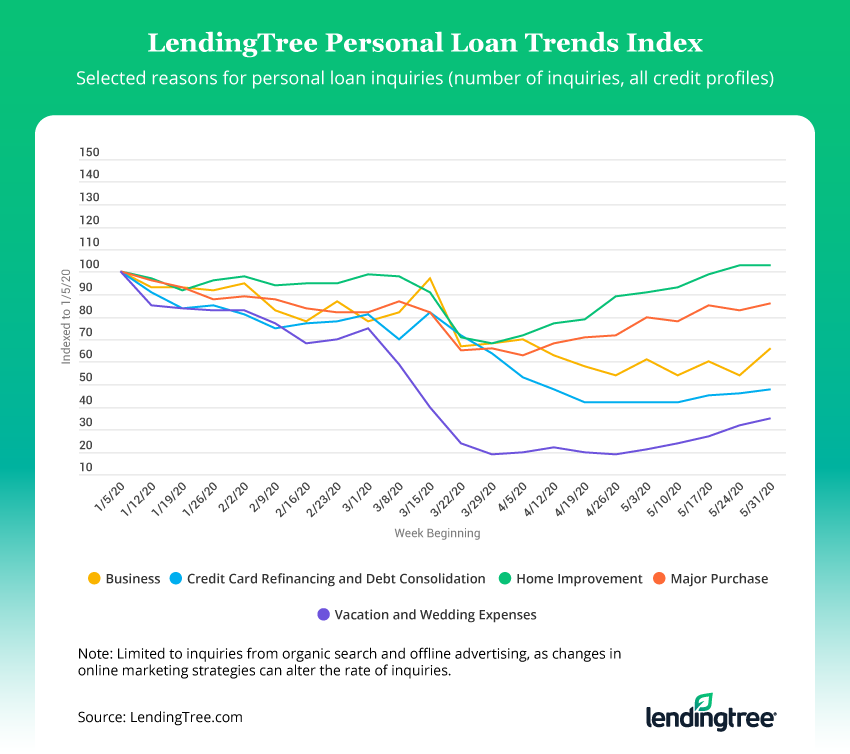 LendingTree Personal Loan Trends Index
Selected reasons for personal loan inquiries (number of inquiries, all credit profiles)
150
140
130
120
110
100
90
80
70
60
50
40
30
20
10
Indexed to 1/5/20
1/5/20
1/12/20
1/19/20
1/26/20
2/2/20
2/9/20
2/16/20
2/23/20
3/1/20
3/8/20
3/15/20
3/22/20
3/29/20
4/5/20
4/12/20
4/19/20
4/26/20
5/3/20
5/10/20
5/17/20
5/24/20
5/31/20
Week Beginning
Business
Credit Card Refinancing and Debt Consolidation
Home Improvement
Major Purchase
Vacation and Wedding Expenses
Note: Limited to inquiries from organic search and offline advertising, as changes in
online marketing strategies can alter the rate of inquiries.
Source: LendingTree.com
lendingtree